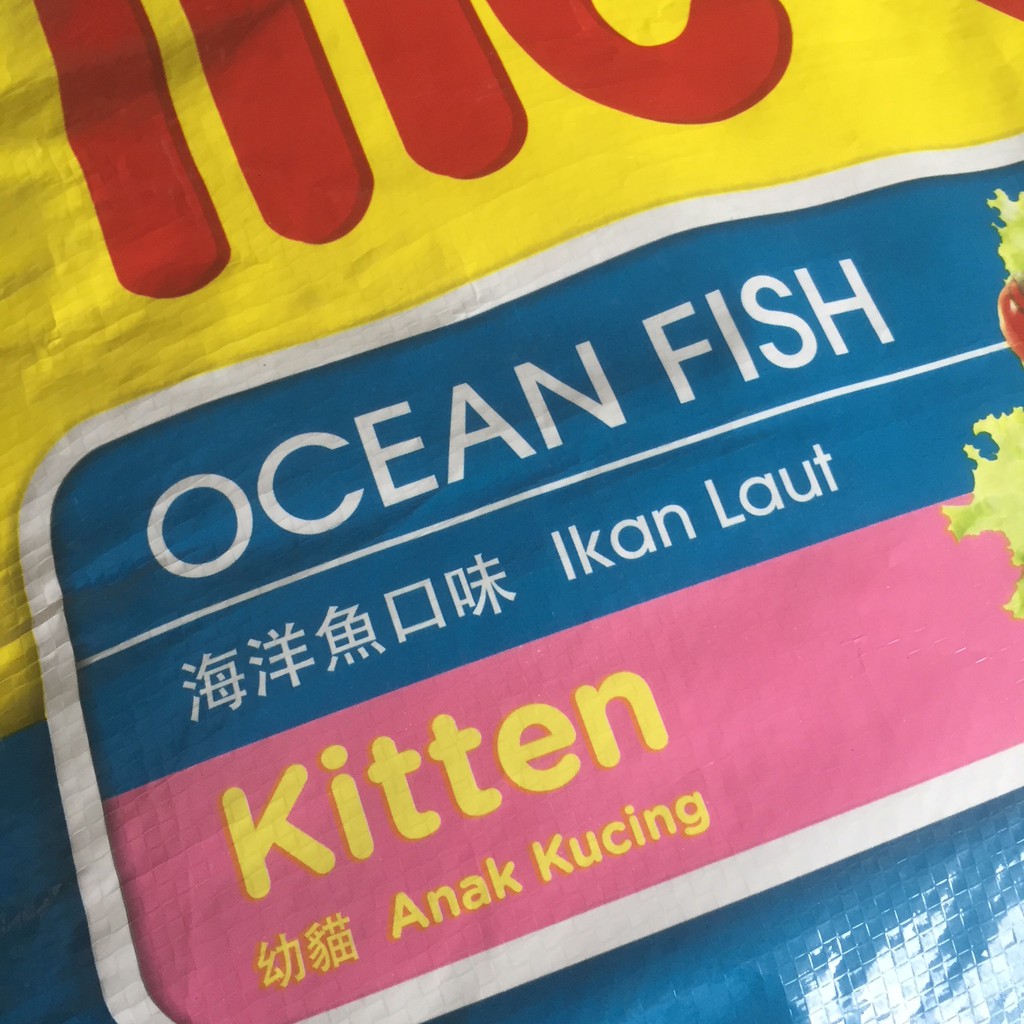 OCEAN FISH
海洋魚口味 Ikan Laut
Kitten
幼貓 Anak Kucing